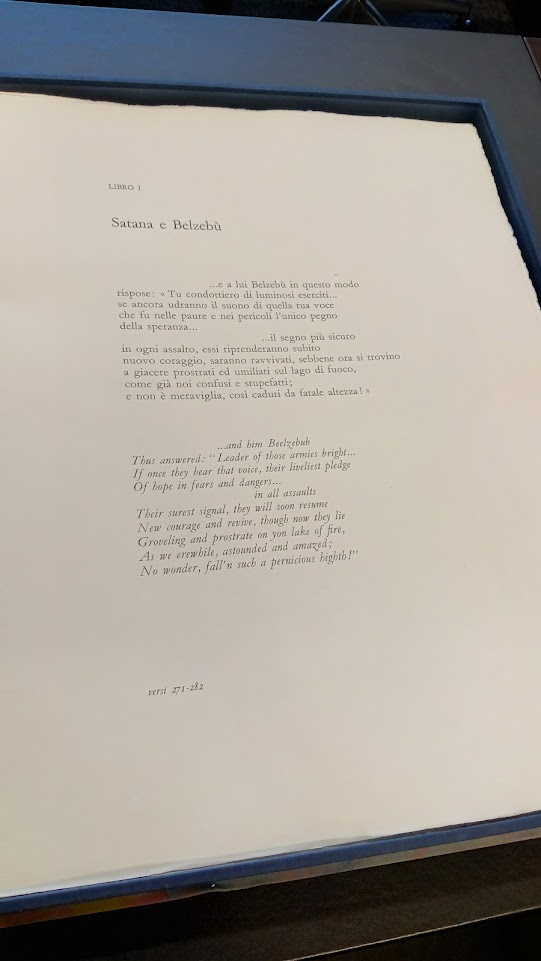 LIBRO I
Satana e Belzebù
...e a lui Belzebù in questo modo
rispose: « Tu condottiero di luminosi eserciti...
se ancora udranno il suono di quella tua voce
che fu nelle paure e nei pericoli l'unico pegno
della speranza...
...il segno più sicuro
in ogni assalto, essi riprenderanno subito
nuovo coraggio, saranno ravvivati, sebbene ora si trovino
a giacere prostrati ed umiliati sul lago di fuoco,
come già noi confusi e stupefatti;
e non è meraviglia, così caduti da fatale altezza! »
...and him Beelzebub
Thus answered: "Leader of those armies bright...
If once they hear that voice, their liveliest pledge
Of hope in fears and dangers...
in all assaults
Their surest signal, they will soon resume
New courage and revive, though now they lie
Groveling and prostrate on yon lake of fire,
As we erewhile, astounded and amazed;
No wonder, fall'n such a pernicious highth!"
versi 271-282